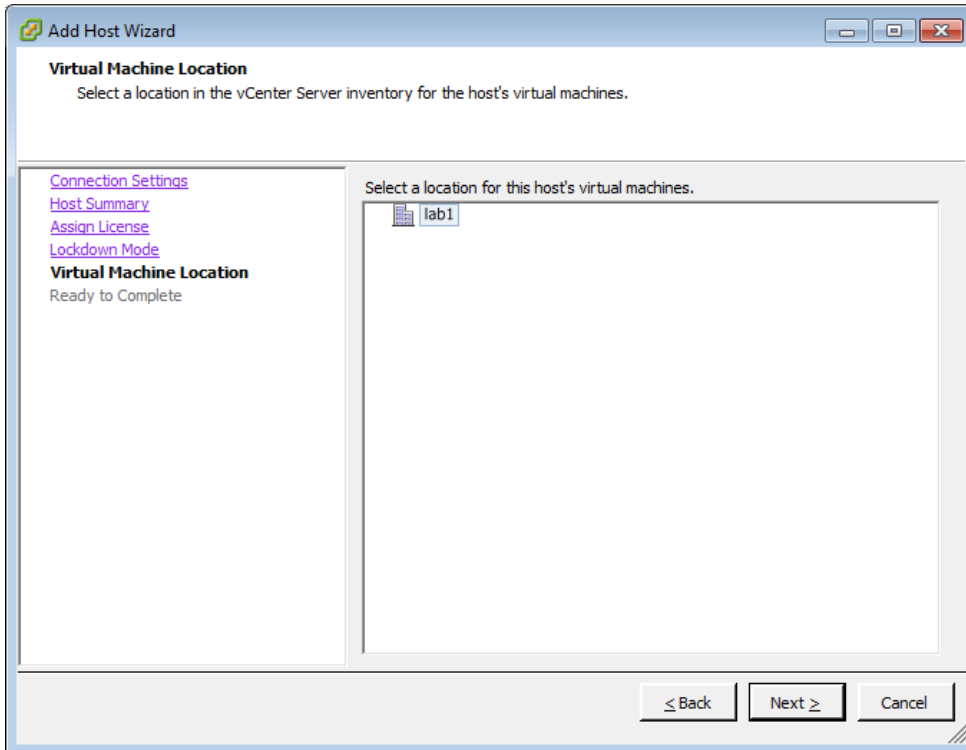 Add Host Wizard
Virtual Machine Location
Select a location in the vCenter Server inventory for the host's virtual machines.
Connection Settings
Host Summary
Assign License
Lockdown Mode
Virtual Machine Location
Ready to Complete
Select a location for this host's virtual machines.
lab1
< Back Next > Cancel